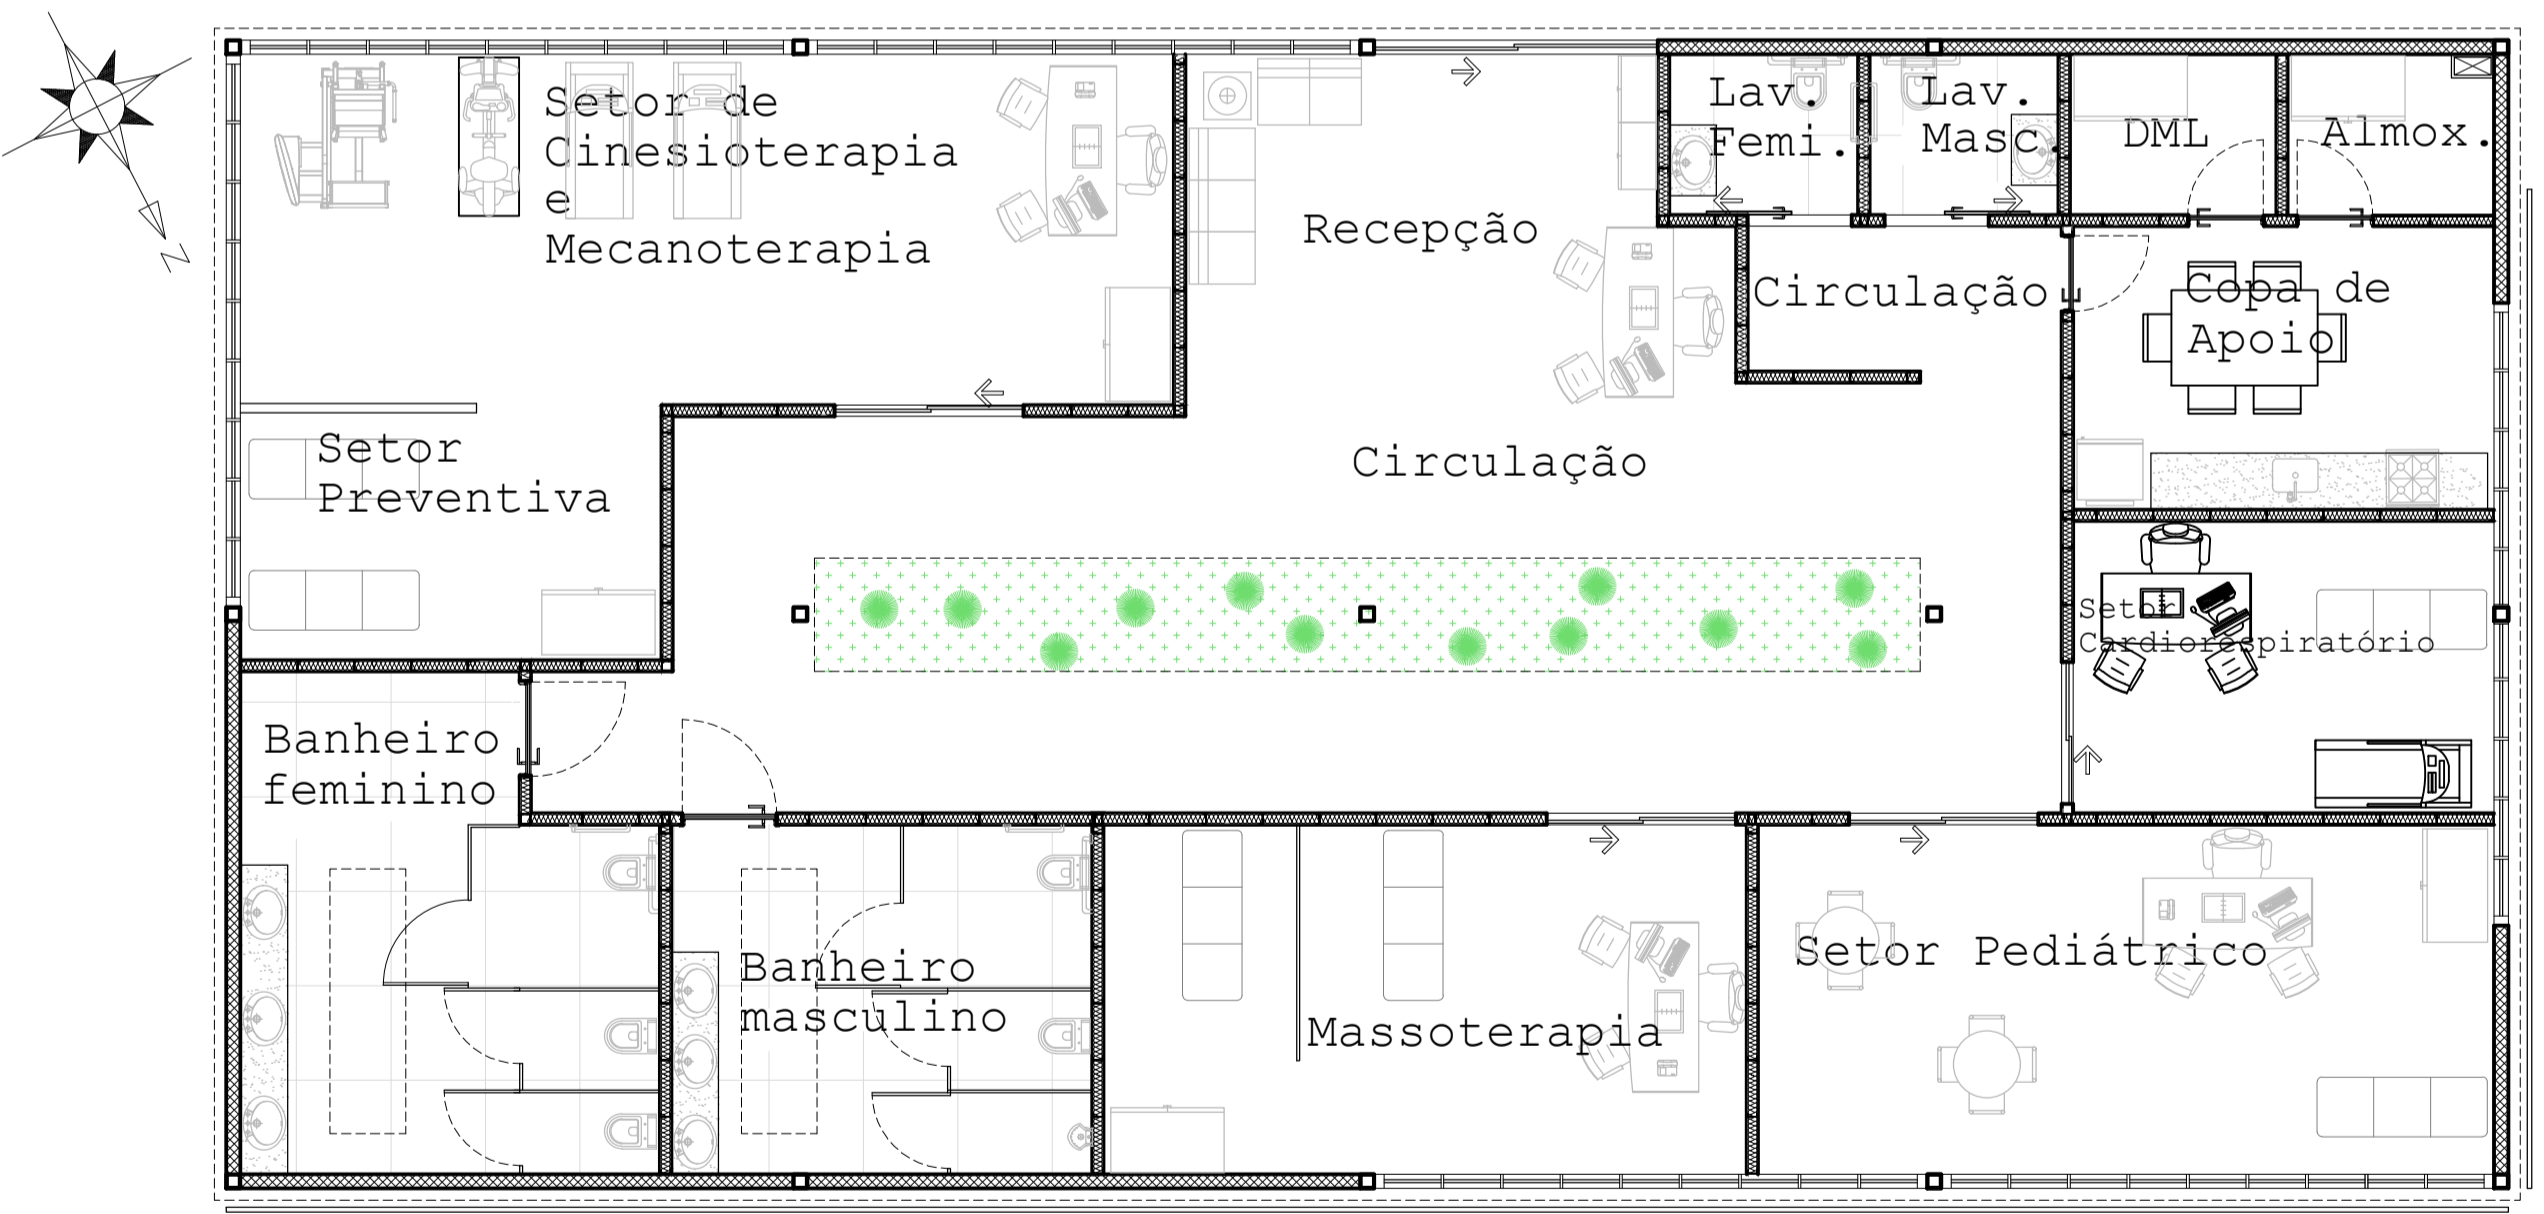 Setor de
Cinesioterapia
e
Mecanoterapia
Lav.
Femi.
Lav.
Masc.
DML
Almox.
Recepção
Circulação
Copa de
Apoio
Setor
Preventiva
Circulação
Setor
Cardiorespiratório
Banheiro
feminino
Banheiro
masculino
Massoterapia
Setor Pediátrico
N